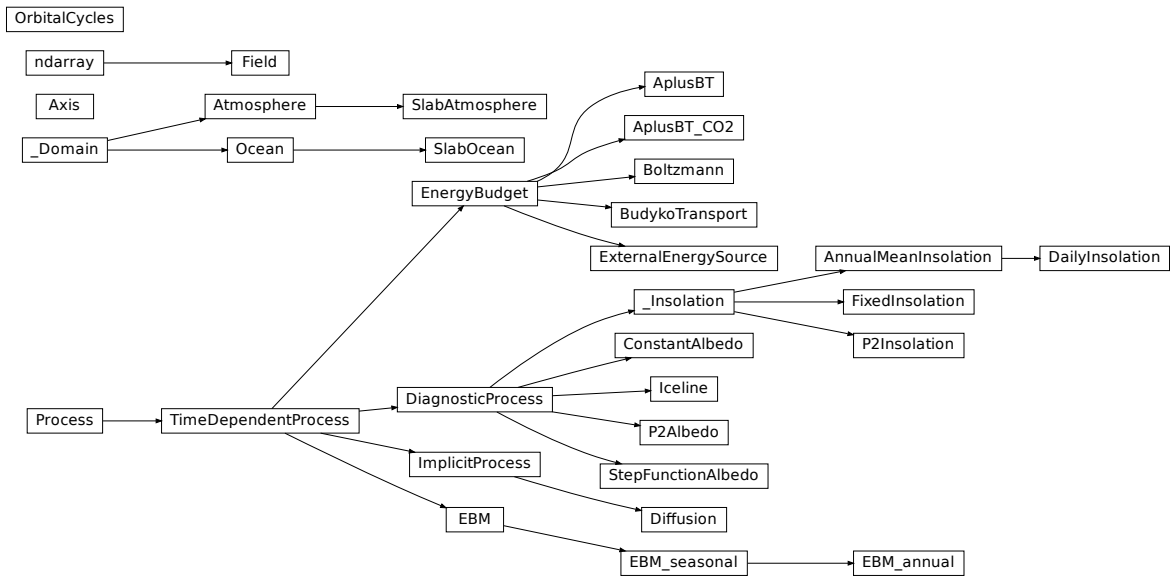 OrbitalCycles
ndarray
Field
Axis
_Domain
Atmosphere
SlabAtmosphere
Ocean
SlabOcean
Process
TimeDependentProcess
EnergyBudget
AplusBT
AplusBT_CO2
Boltzmann
BudykoTransport
ExternalEnergySource
DiagnosticProcess
_Insolation
AnnualMeanInsolation
DailyInsolation
FixedInsolation
P2Insolation
ConstantAlbedo
Iceline
P2Albedo
StepFunctionAlbedo
ImplicitProcess
Diffusion
EBM
EBM_seasonal
EBM_annual